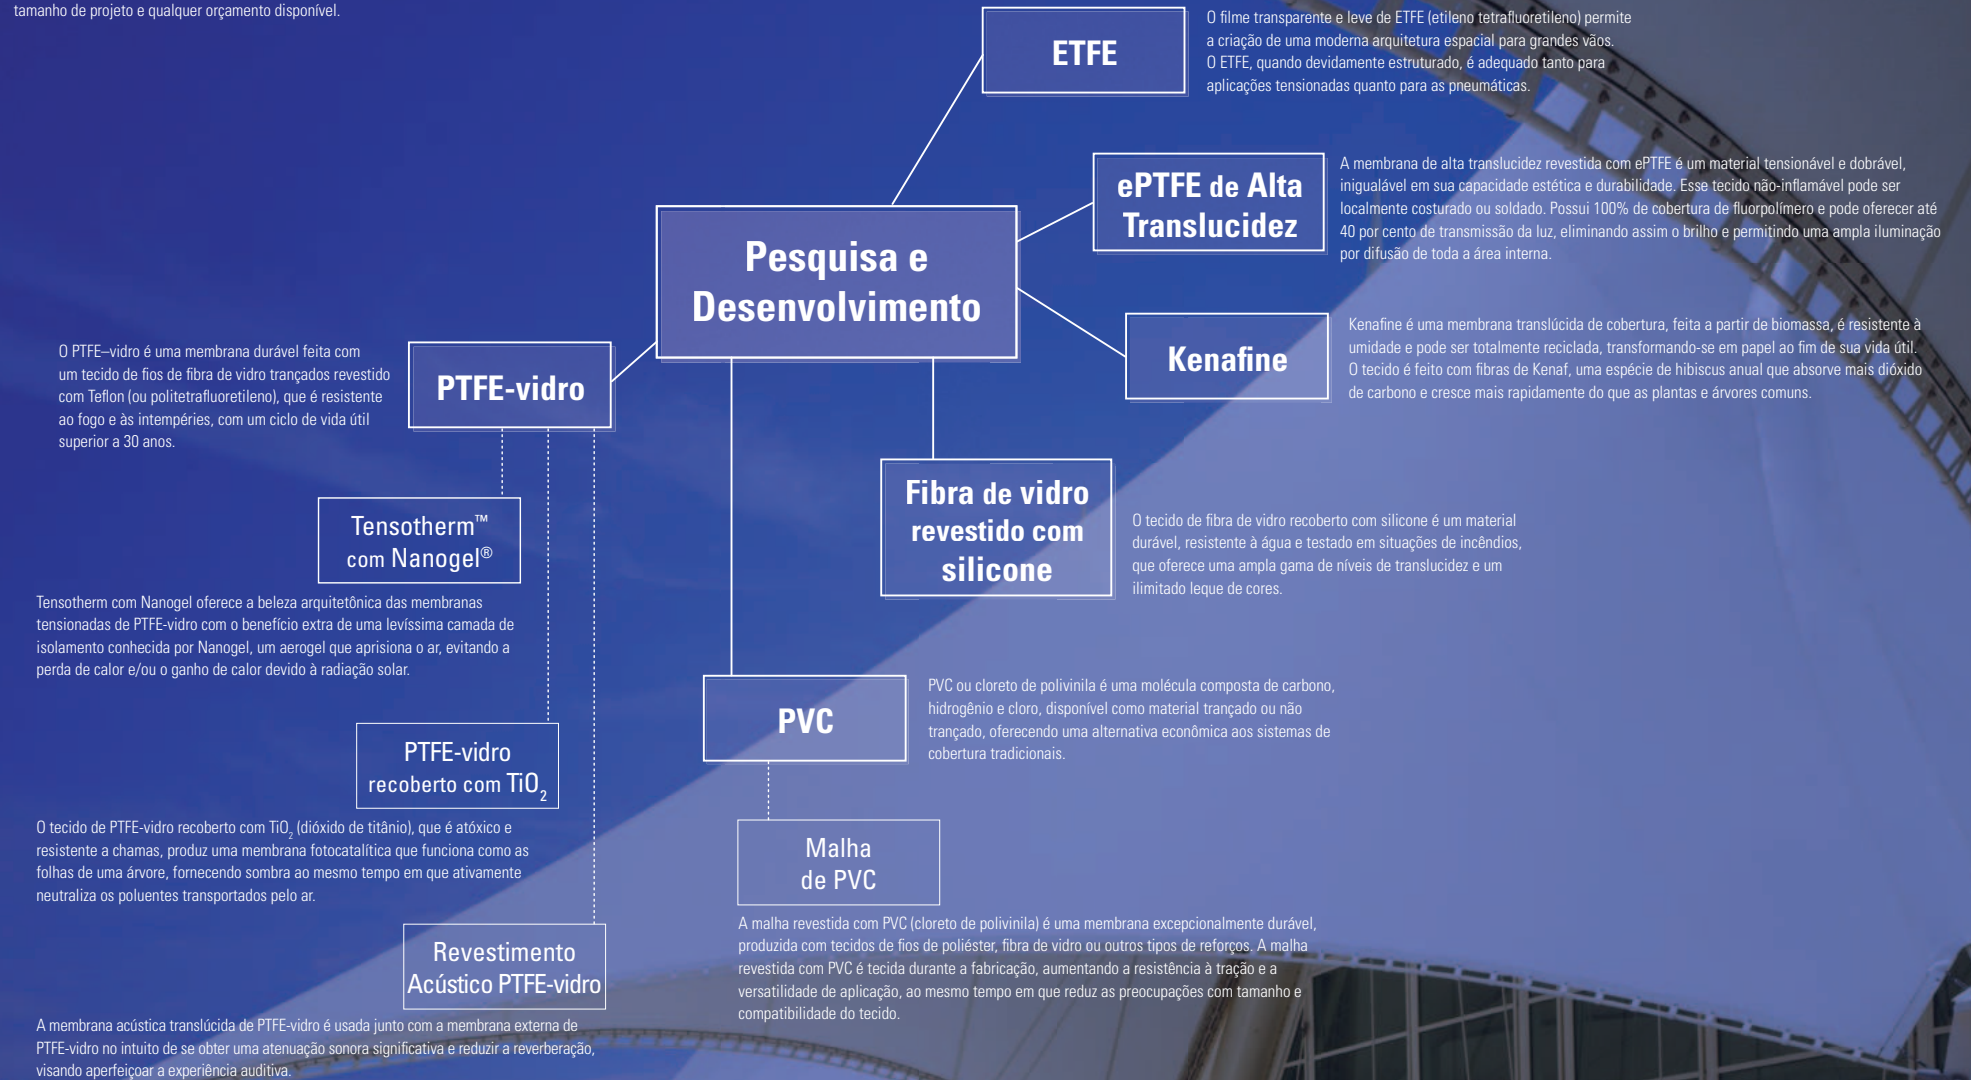 tamanho de projeto e qualquer orçamento disponível.
ETFE
O filme transparente e leve de ETFE (etileno tetrafluoretileno) permite
a criação de uma moderna arquitetura espacial para grandes vãos.
O ETFE, quando devidamente estruturado, é adequado tanto para
aplicações tensionadas quanto para as pneumáticas.
ePTFE de Alta
Translucidez
A membrana de alta translucidez revestida com ePTFE é um material tensionável e dobrável,
inigualável em sua capacidade estética e durabilidade. Esse tecido não-inflamável pode ser
localmente costurado ou soldado. Possui 100% de cobertura de fluorpolímero e pode oferecer até
40 por cento de transmissão da luz, eliminando assim o brilho e permitindo uma ampla iluminação
por difusão de toda a área interna.
Pesquisa e
Desenvolvimento
Kenafine
Kenafine é uma membrana translúcida de cobertura, feita a partir de biomassa, é resistente à
umidade e pode ser totalmente reciclada, transformando-se em papel ao fim de sua vida útil.
O tecido é feito com fibras de Kenaf, uma espécie de hibiscus anual que absorve mais dióxido
de carbono e cresce mais rapidamente do que as plantas e árvores comuns.
O PTFE–vidro é uma membrana durável feita com
um tecido de fios de fibra de vidro trançados revestido
com Teflon (ou politetrafluoretileno), que é resistente
ao fogo e às intempéries, com um ciclo de vida útil
superior a 30 anos.
PTFE-vidro
Fibra de vidro
revestido com
silicone
O tecido de fibra de vidro recoberto com silicone é um material
durável, resistente à água e testado em situações de incêndios,
que oferece uma ampla gama de níveis de translucidez e um
ilimitado leque de cores.
Tensotherm™
com Nanogel®
Tensotherm com Nanogel oferece a beleza arquitetônica das membranas
tensionadas de PTFE-vidro com o benefício extra de uma levíssima camada de
isolamento conhecida por Nanogel, um aerogel que aprisiona o ar, evitando a
perda de calor e/ou o ganho de calor devido à radiação solar.
PVC
PVC ou cloreto de polivinila é uma molécula composta de carbono,
hidrogênio e cloro, disponível como material trançado ou não
trançado, oferecendo uma alternativa econômica aos sistemas de
cobertura tradicionais.
PTFE-vidro
recoberto com TiO₂
O tecido de PTFE-vidro recoberto com TiO₂ (dióxido de titânio), que é atóxico e
resistente a chamas, produz uma membrana fotocatalítica que funciona como as
folhas de uma árvore, fornecendo sombra ao mesmo tempo em que ativamente
neutraliza os poluentes transportados pelo ar.
Malha
de PVC
A malha revestida com PVC (cloreto de polivinila) é uma membrana excepcionalmente durável,
produzida com tecidos de fios de poliéster, fibra de vidro ou outros tipos de reforços. A malha
revestida com PVC é tecida durante a fabricação, aumentando a resistência à tração e a
versatilidade de aplicação, ao mesmo tempo em que reduz as preocupações com tamanho e
compatibilidade do tecido.
Revestimento
Acústico PTFE-vidro
A membrana acústica translúcida de PTFE-vidro é usada junto com a membrana externa de
PTFE-vidro no intuito de se obter uma atenuação sonora significativa e reduzir a reverberação,
visando aperfeiçoar a experiência auditiva.